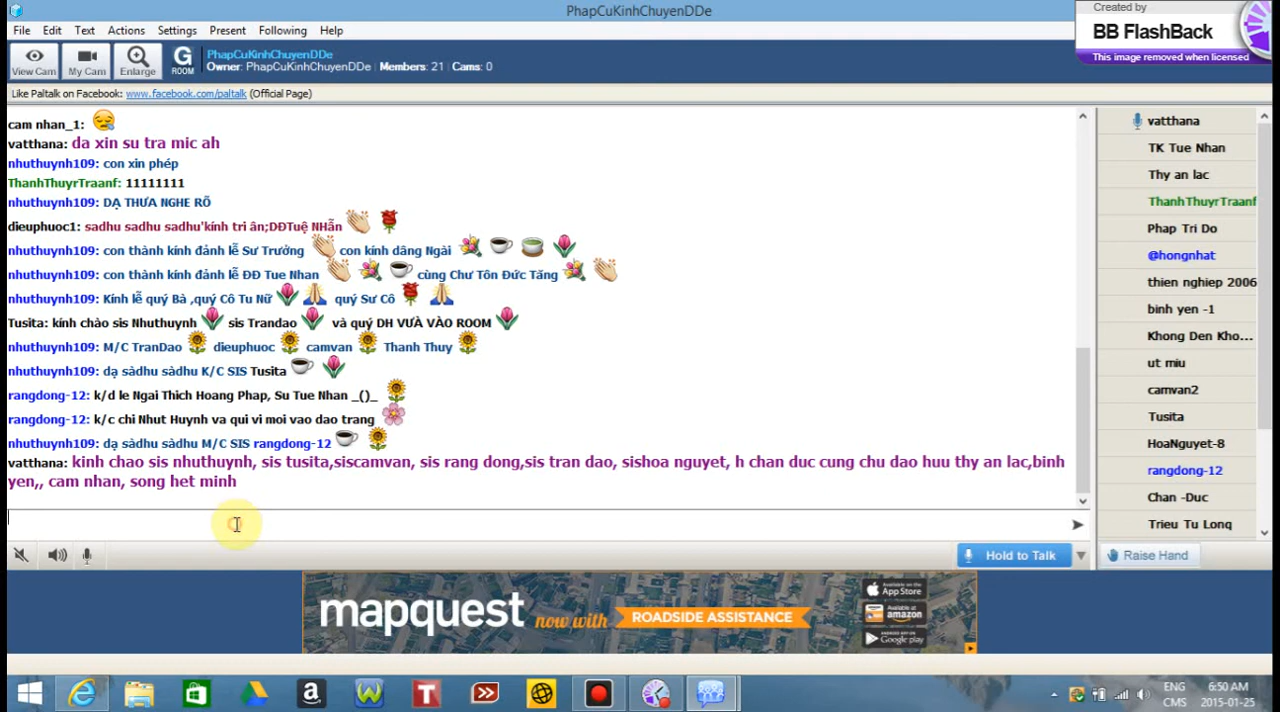 PhapCuKinhChuyenDDe
Created by
BB FlashBack
This image removed when licensed
File Edit Text Actions Settings Present Following Help
View Cam My Cam Enlarge G ROOM
PhapCuKinhChuyenDDe
Owner: PhapCuKinhChuyenDDe Members: 21 Cams: 0
Like Paltalk on Facebook: www.facebook.com/paltalk (Official Page)
cam nhan_1:
vatthana: da xin su tra mic ah
nhuthuynh109: con xin phép
ThanhThuyrTraanf: 11111111
nhuthuynh109: DẠ THƯA NGHE RÕ
dieuphuoc1: sadhu sadhu sadhu'kính tri ân;DĐTuệ NHẫn
nhuthuynh109: con thành kính đảnh lễ Sư Trưởng con kính dâng Ngài
nhuthuynh109: con thành kính đảnh lễ ĐĐ Tue Nhan cùng Chư Tôn Đức Tăng
nhuthuynh109: Kính lễ quý Bà ,quý Cô Tu Nữ quý Sư Cô
Tusita: kính chào sis Nhuthuynh sis Trandao và quý DH VƯÀ VÀO ROOM
nhuthuynh109: M/C TranDao dieuphuoc camvan Thanh Thuy
nhuthuynh109: dạ sàdhu sàdhu K/C SIS Tusita
rangdong-12: k/d le Ngai Thich Hoang Phap, Su Tue Nhan _()_
rangdong-12: k/c chi Nhut Huynh va qui vi moi vao dao trang
nhuthuynh109: dạ sàdhu sàdhu M/C SIS rangdong-12
vatthana: kinh chao sis nhuthuynh, sis tusita,siscamvan, sis rang dong,sis tran dao, sishoa nguyet, h chan duc cung chu dao huu thy an lac,binh
yen,, cam nhan, song het minh
vatthana
TK Tue Nhan
Thy an lac
ThanhThuyrTraanf
Phap Tri Do
@hongnhat
thien nghiep 2006
binh yen -1
Khong Den Kho...
ut miu
camvan2
Tusita
HoaNguyet-8
rangdong-12
Chan -Duc
Trieu Tu Long
Hold to Talk
Raise Hand
mapquest now with ROADSIDE ASSISTANCE
Available on the App Store
Available at amazon
Google play
ENG 6:50 AM
CMS 2015-01-25